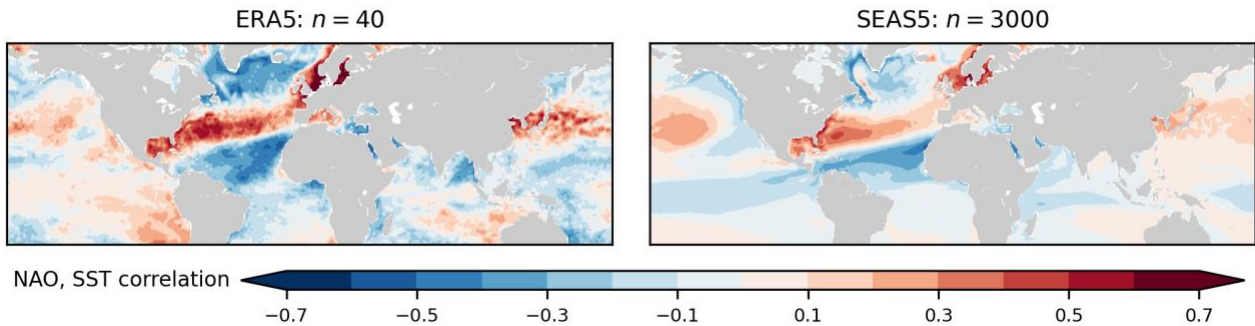 ERA5: n = 40
SEAS5: n = 3000
NAO, SST correlation
−0.7 −0.5 −0.3 −0.1 0.1 0.3 0.5 0.7